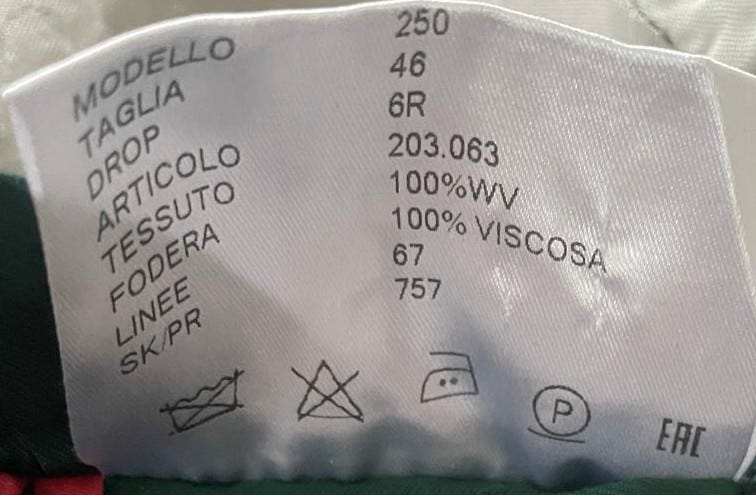 MODELLO 250
TAGLIA 46
DROP 6R
ARTICOLO 203.063
TESSUTO 100%WV
FODERA 100% VISCOSA
LINEE 67
SK/PR 757
P
EAC